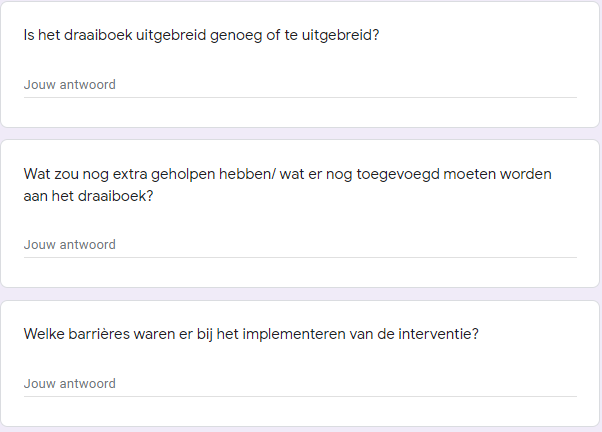 Is het draaiboek uitgebreid genoeg of te uitgebreid?
Jouw antwoord
Wat zou nog extra geholpen hebben/ wat er nog toegevoegd moeten worden
aan het draaiboek?
Jouw antwoord
Welke barrières waren er bij het implementeren van de interventie?
Jouw antwoord